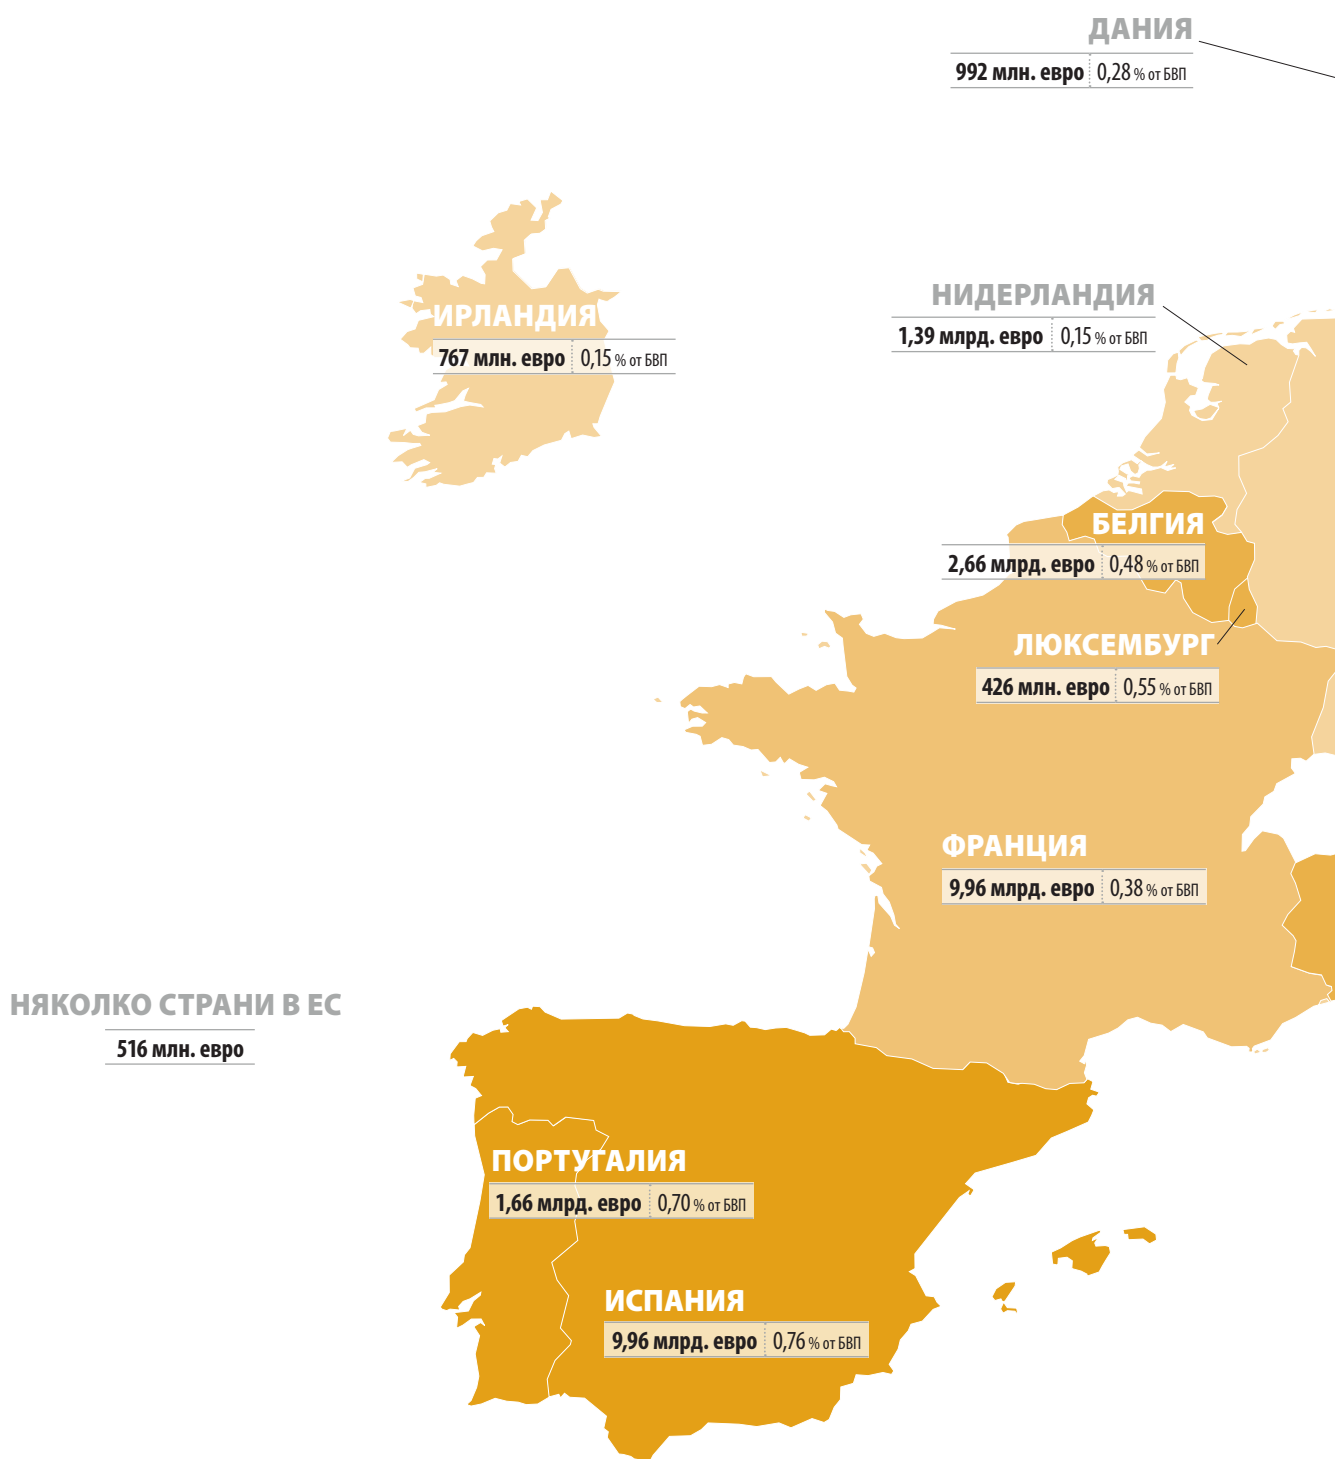 ДАНИЯ
992 млн. евро 0,28 % от БВП
ИРЛАНДИЯ
767 млн. евро 0,15 % от БВП
НИДЕРЛАНДИЯ
1,39 млрд. евро 0,15 % от БВП
БЕЛГИЯ
2,66 млрд. евро 0,48 % от БВП
ЛЮКСЕМБУРГ
426 млн. евро 0,55 % от БВП
ФРАНЦИЯ
9,96 млрд. евро 0,38 % от БВП
НЯКОЛКО СТРАНИ В ЕС
516 млн. евро
ПОРТУГАЛИЯ
1,66 млрд. евро 0,70 % от БВП
ИСПАНИЯ
9,96 млрд. евро 0,76 % от БВП